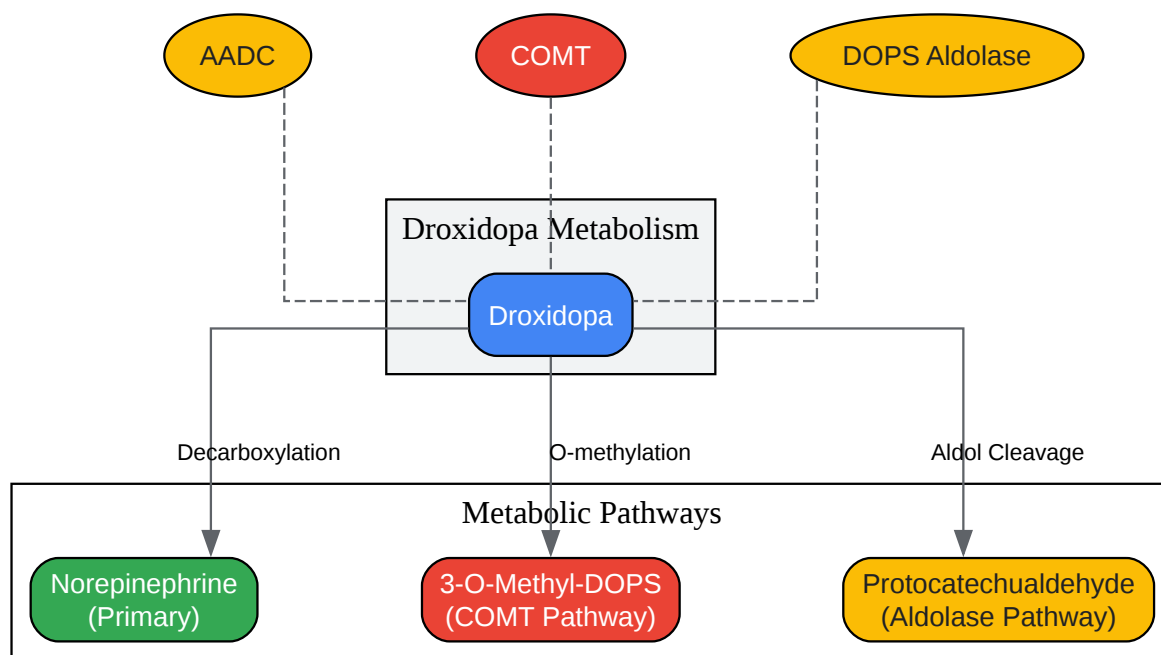 AADC
COMT
DOPS Aldolase
Droxidopa Metabolism
Droxidopa
Decarboxylation
O-methylation
Aldol Cleavage
Metabolic Pathways
Norepinephrine
(Primary)
3-O-Methyl-DOPS
(COMT Pathway)
Protocatechualdehyde
(Aldolase Pathway)